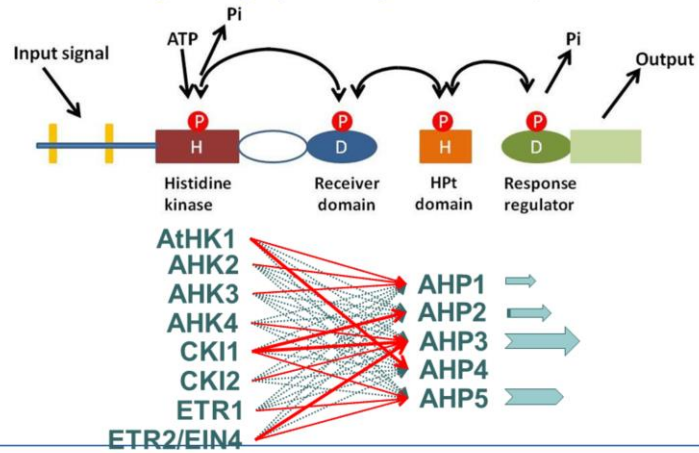 Pi
ATP
Pi
Input signal
Output
P
P
P
P
H
D
H
D
Histidine kinase
Receiver domain
HPt domain
Response regulator
AtHK1
AHK2
AHK3
AHK4
CKI1
CKI2
ETR1
ETR2/EIN4
AHP1
AHP2
AHP3
AHP4
AHP5